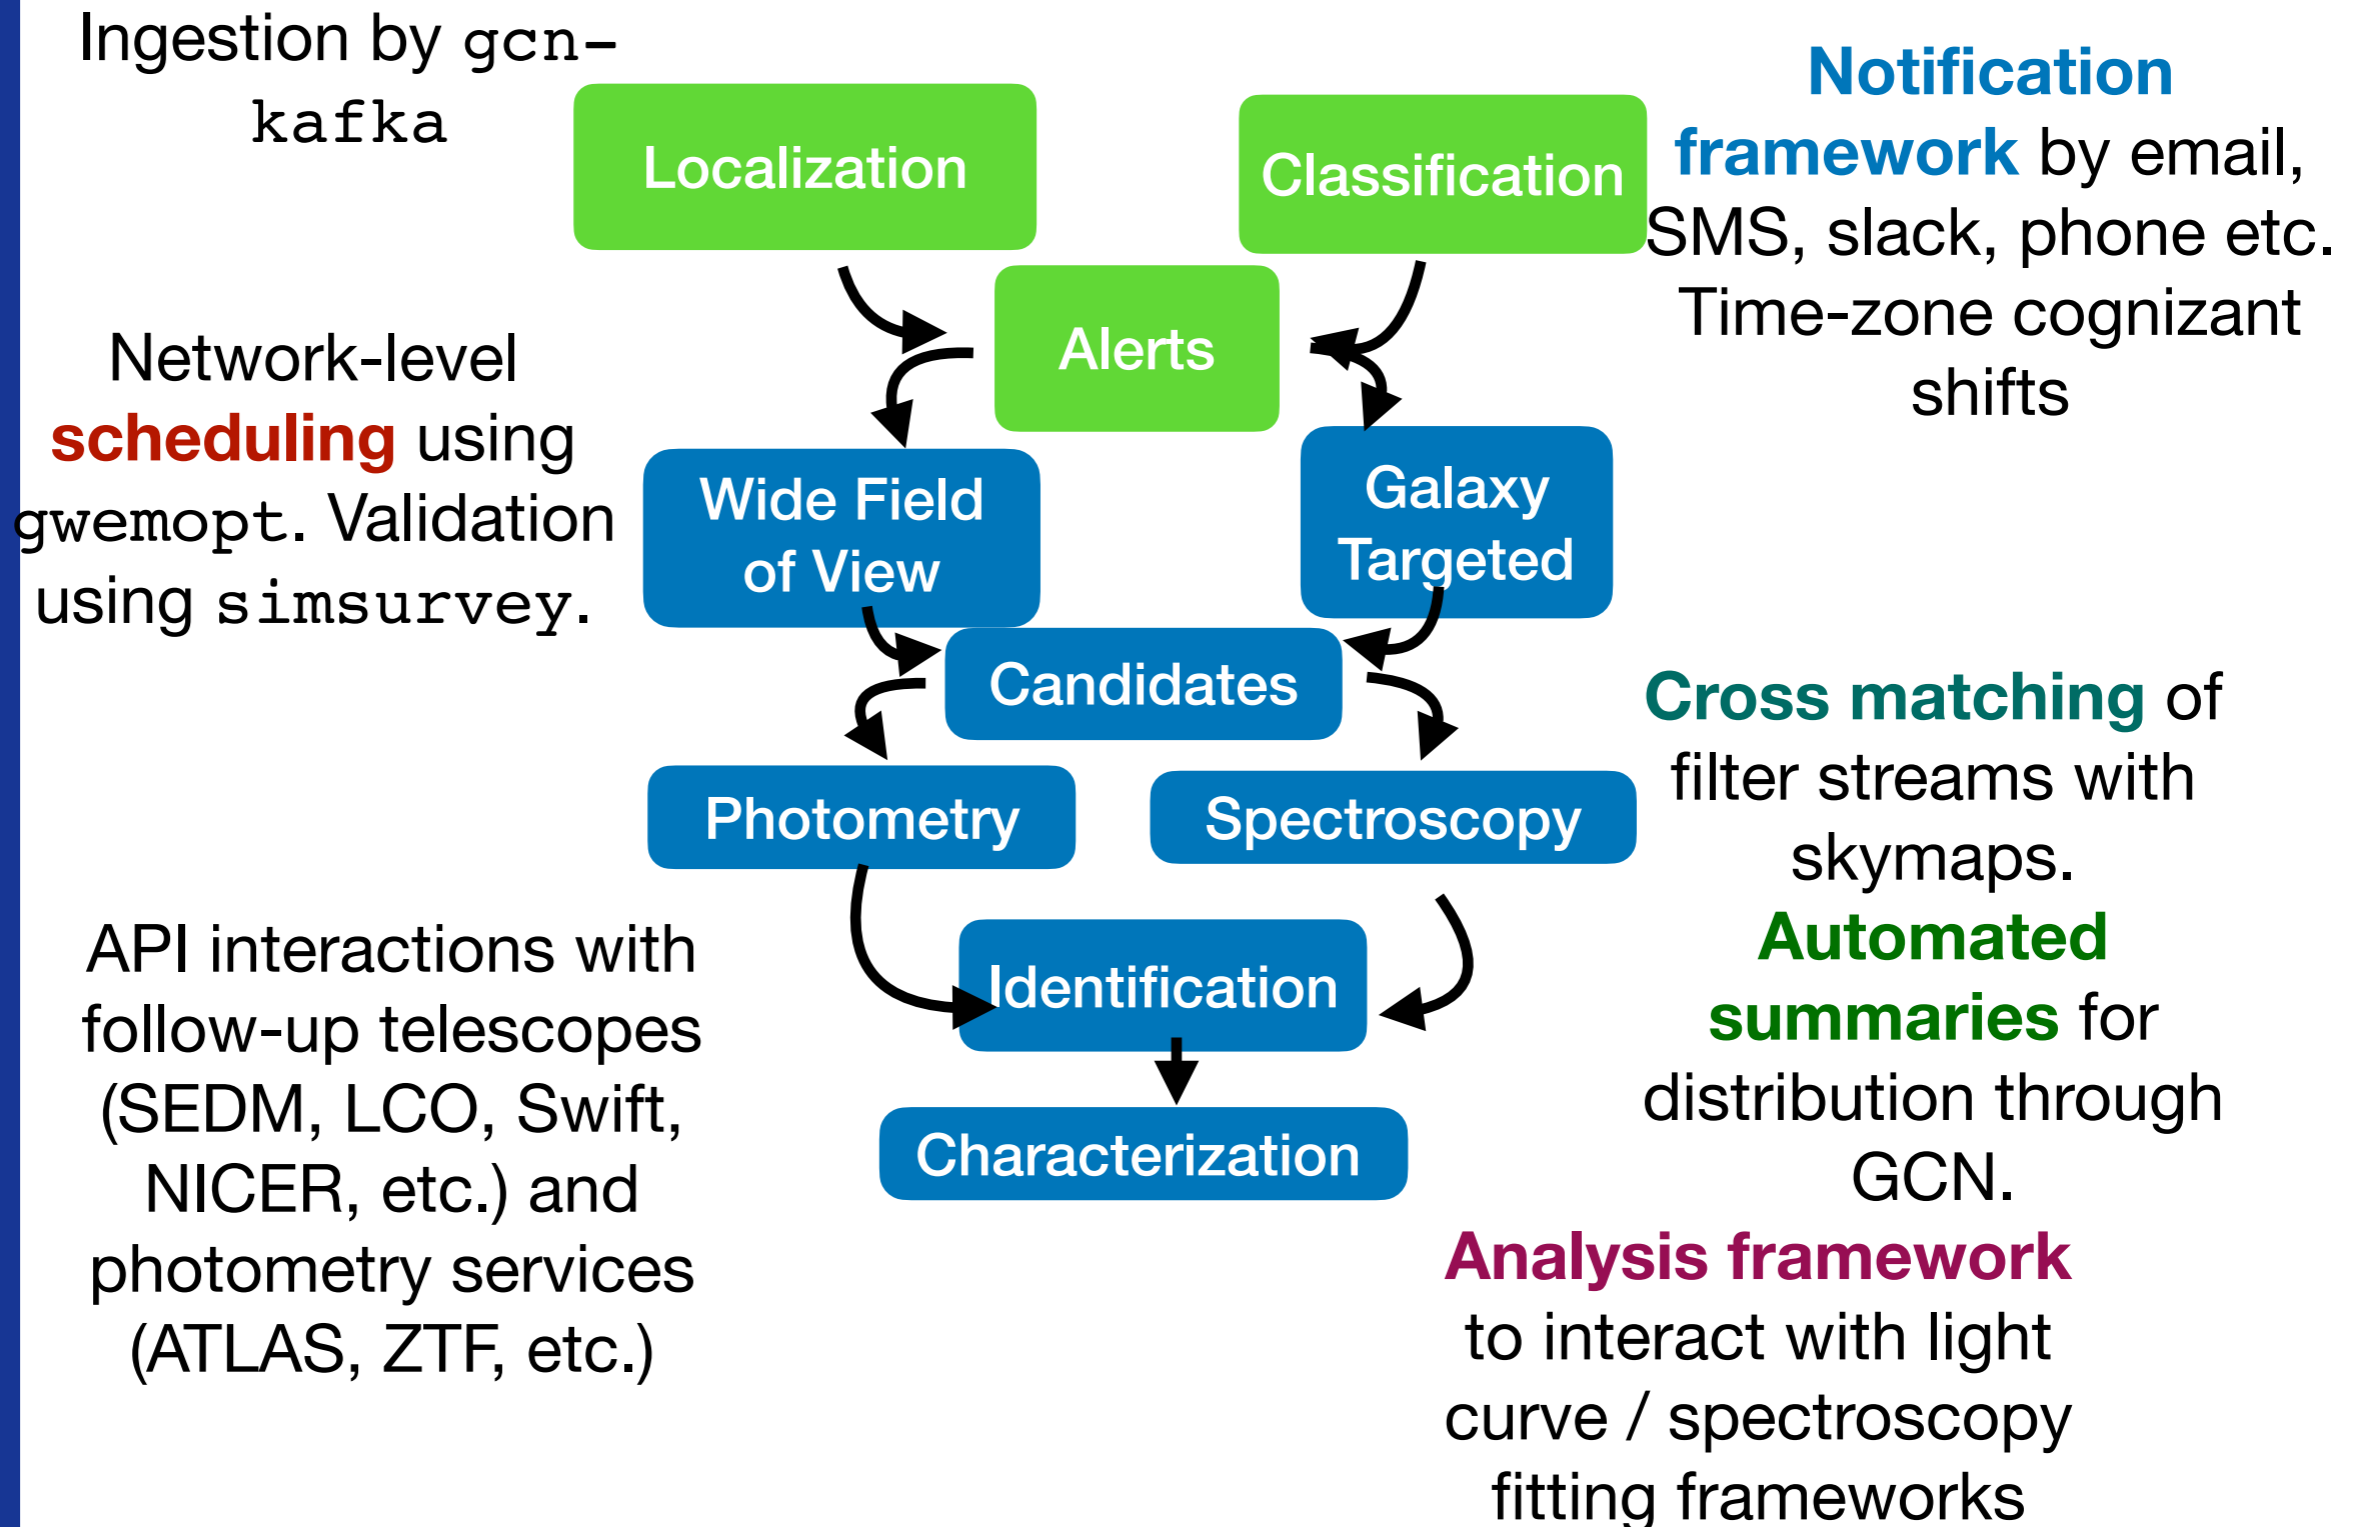 Ingestion by gcn-
kafka
Localization
Classification
Notification
framework by email,
SMS, slack, phone etc.
Time-zone cognizant
shifts
Alerts
Network-level
scheduling using
gwemopt. Validation
using simsurvey.
Wide Field
of View
Galaxy
Targeted
Candidates
Photometry
Spectroscopy
Cross matching of
filter streams with
skymaps.
Automated
summaries for
distribution through
GCN.
API interactions with
follow-up telescopes
(SEDM, LCO, Swift,
NICER, etc.) and
photometry services
(ATLAS, ZTF, etc.)
Identification
Characterization
Analysis framework
to interact with light
curve / spectroscopy
fitting frameworks